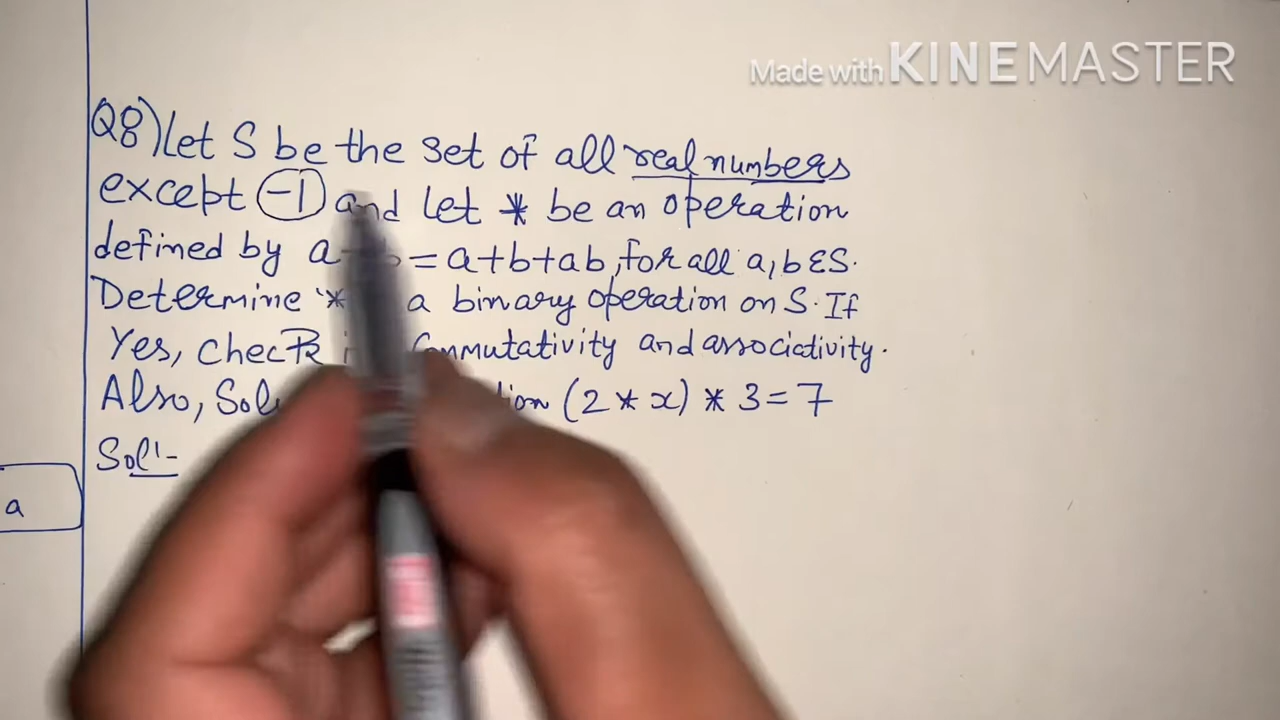 Made with KINEMASTER
Q8) Let S be the set of all real numbers
except -1 and let * be an operation
defined by a = a+b+ab, for all a, b ES.
Determine '* a binary operation on S. If
Yes, check Commutativity and associativity.
Also, (2 * x) * 3 = 7
Sol':-
a